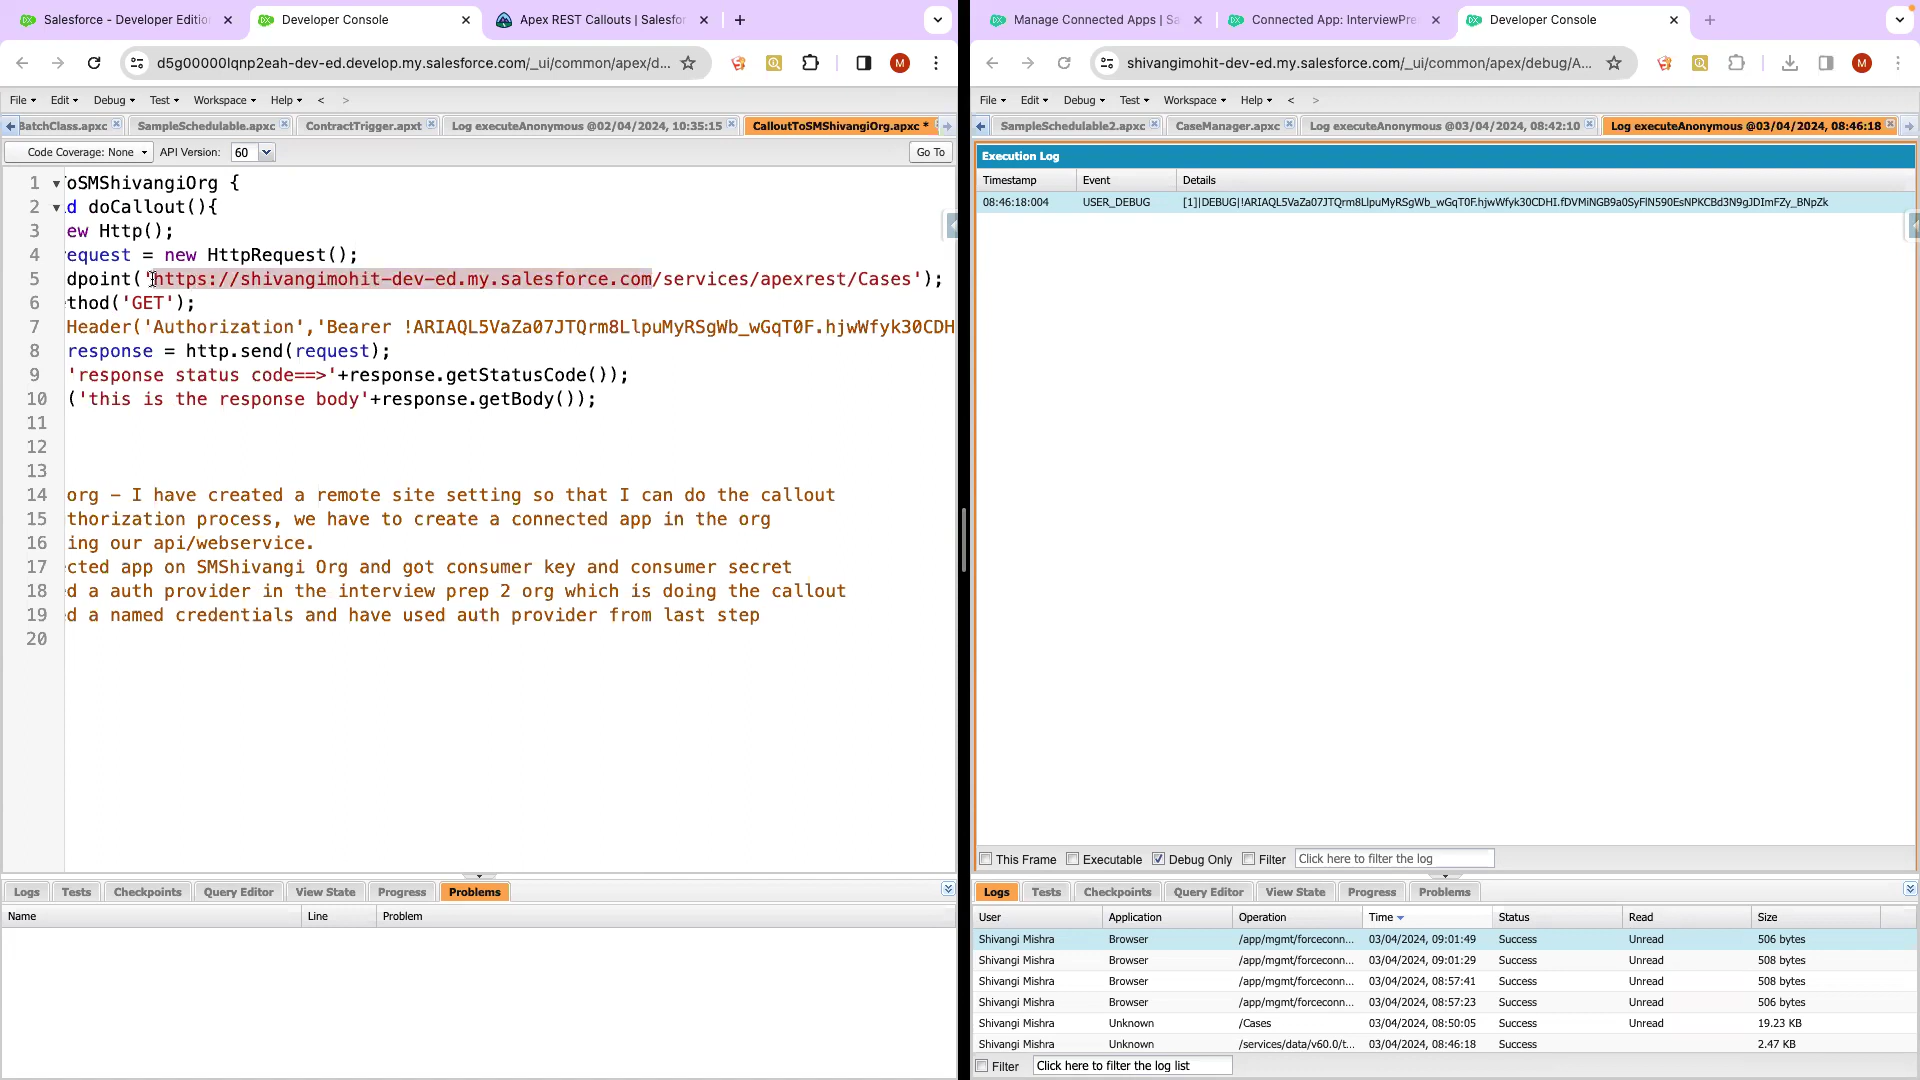 Salesforce - Developer Editio
Developer Console
Apex REST Callouts | Salesfor
d5g00000lqnp2eah-dev-ed.develop.my.salesforce.com/_ui/common/apex/d...
M
File Edit Debug Test Workspace Help < >
BatchClass.apxc
SampleSchedulable.apxc
ContractTrigger.apxt
Log executeAnonymous @02/04/2024, 10:35:15
CalloutToSMShivangiOrg.apxc *
Code Coverage: None API Version: 60 Go To
1 oSMShivangiOrg {
2 d doCallout(){
3 ew Http();
4 request = new HttpRequest();
5 dpoint('https://shivangimohit-dev-ed.my.salesforce.com/services/apexrest/Cases');
6 thod('GET');
7 Header('Authorization','Bearer !ARIAQL5VaZa07JTQrm8LlpuMyRSgWb_wGqT0F.hjwWfyk30CDH
8 response = http.send(request);
9 'response status code==>'+response.getStatusCode());
10 ('this is the response body'+response.getBody());
11
12
13
14 org - I have created a remote site setting so that I can do the callout
15 thorization process, we have to create a connected app in the org
16 ing our api/webservice.
17 cted app on SMShivangi Org and got consumer key and consumer secret
18 d a auth provider in the interview prep 2 org which is doing the callout
19 d a named credentials and have used auth provider from last step
20
Logs Tests Checkpoints Query Editor View State Progress Problems
Name Line Problem
Manage Connected Apps | Sa
Connected App: InterviewPre
Developer Console
shivangimohit-dev-ed.my.salesforce.com/_ui/common/apex/debug/A...
M
File Edit Debug Test Workspace Help < >
SampleSchedulable2.apxc
CaseManager.apxc
Log executeAnonymous @03/04/2024, 08:42:10
Log executeAnonymous @03/04/2024, 08:46:18
Execution Log
Timestamp Event Details
08:46:18:004 USER_DEBUG [1]|DEBUG|!ARIAQL5VaZa07JTQrm8LlpuMyRSgWb_wGqT0F.hjwWfyk30CDHI.fDVMiNGB9a0SyFlN590EsNPKCBd3N9gJDImFZy_BNpZk
This Frame Executable Debug Only Filter Click here to filter the log
Logs Tests Checkpoints Query Editor View State Progress Problems
User Application Operation Time Status Read Size
Shivangi Mishra Browser /app/mgmt/forceconn... 03/04/2024, 09:01:49 Success Unread 506 bytes
Shivangi Mishra Browser /app/mgmt/forceconn... 03/04/2024, 09:01:29 Success Unread 508 bytes
Shivangi Mishra Browser /app/mgmt/forceconn... 03/04/2024, 08:57:41 Success Unread 508 bytes
Shivangi Mishra Browser /app/mgmt/forceconn... 03/04/2024, 08:57:23 Success Unread 506 bytes
Shivangi Mishra Unknown /Cases 03/04/2024, 08:50:05 Success Unread 19.23 KB
Shivangi Mishra Unknown /services/data/v60.0/t... 03/04/2024, 08:46:18 Success 2.47 KB
Filter Click here to filter the log list